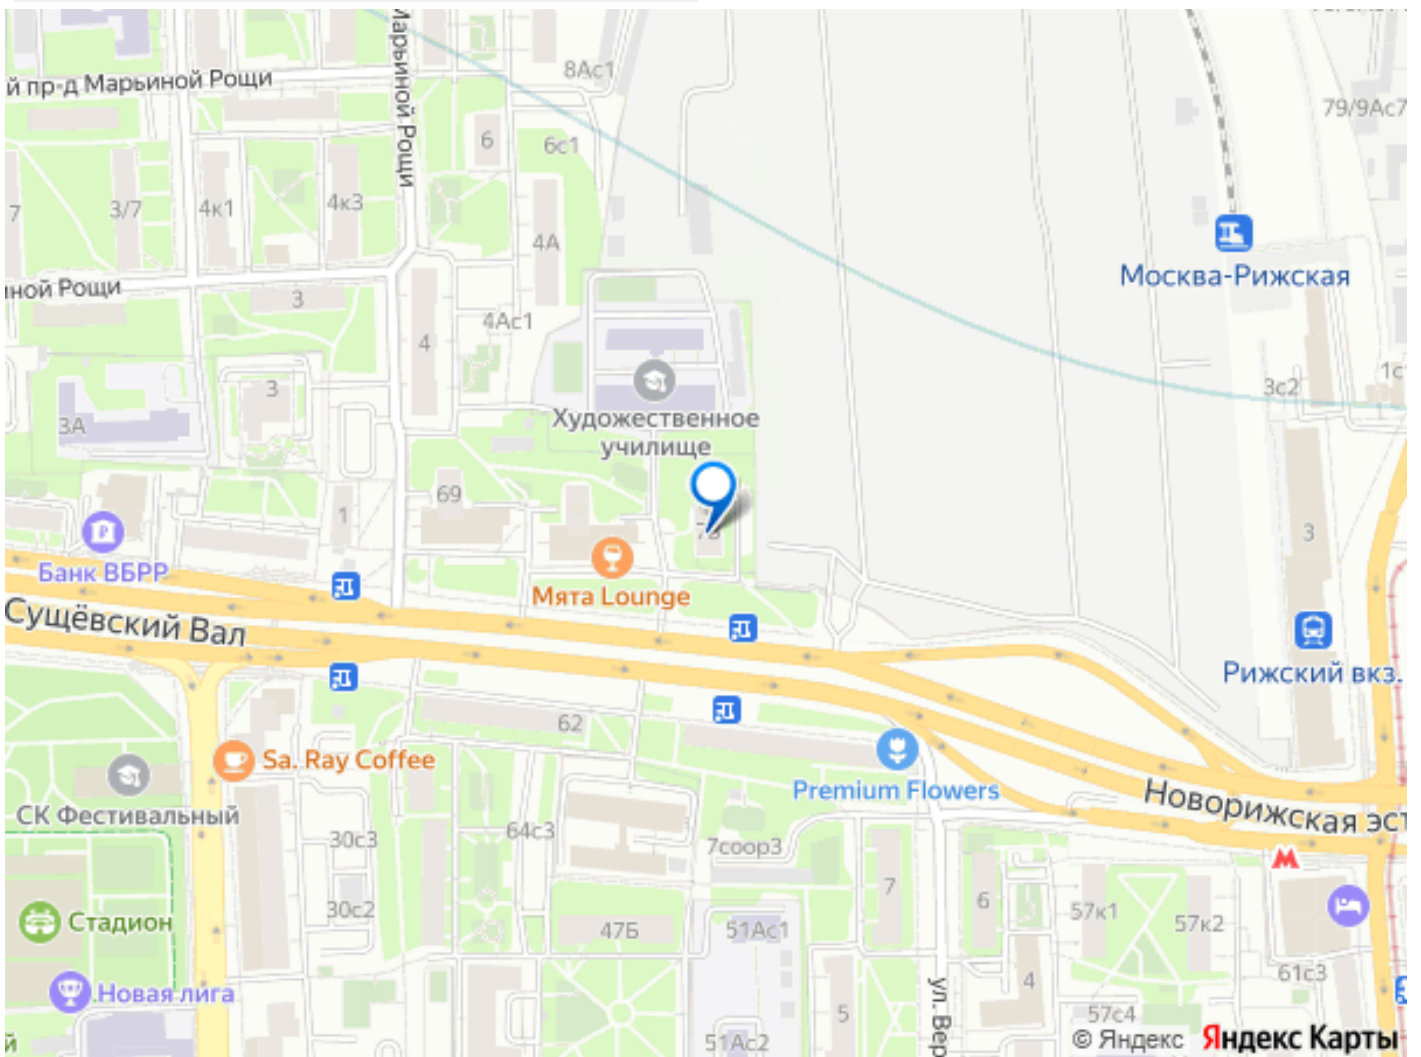 8Ас1
й пр-д Марьиной Рощи
Марьиной Рощи
79/9Ас7
6
6с1
7
3/7
4к1
4к3
4А
Москва-Рижская
ной Рощи
3
4Ас1
4
3
3с2
1с
3А
Художественное
училище
69
1
3
Банк ВБРР
Мята Lounge
Сущёвский Вал
Рижский вкз.
62
Sa. Ray Coffee
Premium Flowers
Новорижская эст
СК Фестивальный
30с3
64с3
7соор3
7
6
57к1
57к2
30с2
47Б
51Ас1
Стадион
61с3
4
Новая лига
ул. Вер
5
57с4
51Ас2
й
© Яндекс Яндекс Карты